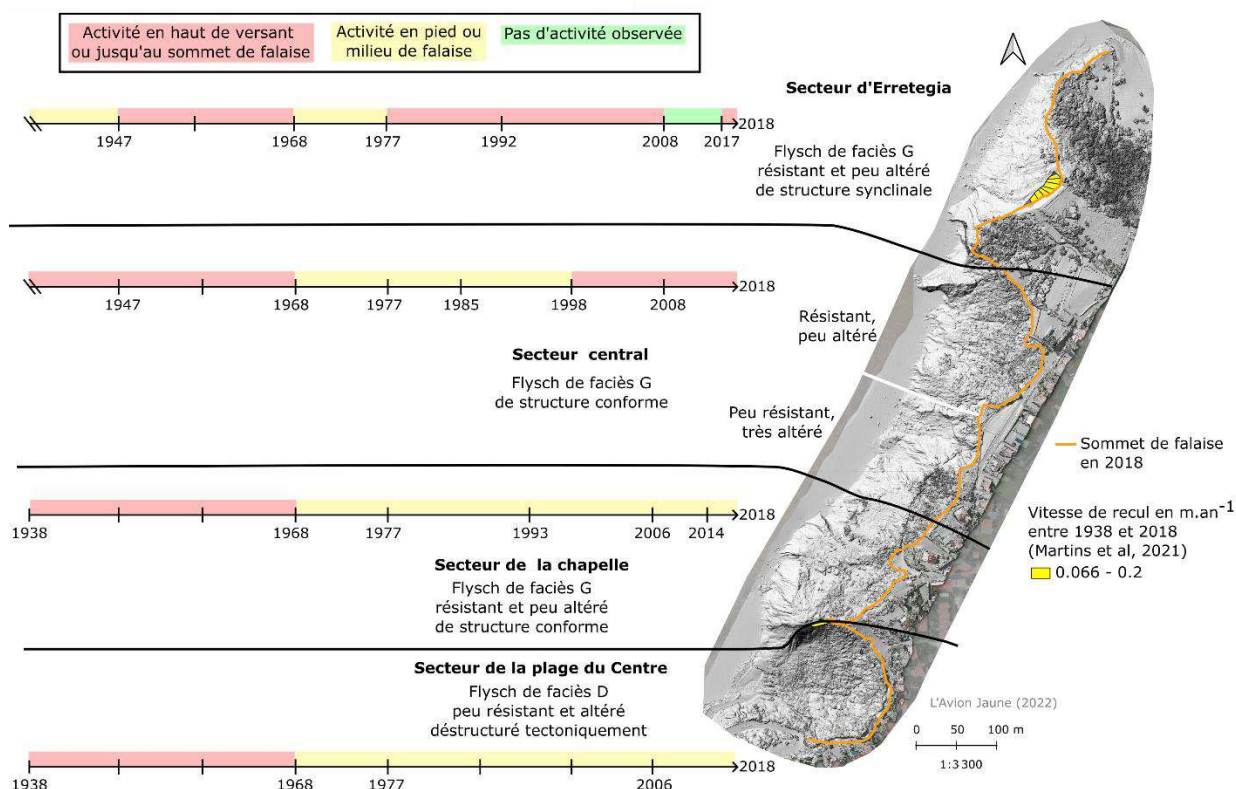 Activité en haut de versant
ou jusqu'au sommet de falaise
Activité en pied ou
milieu de falaise
Pas d'activité observée
Secteur d'Erretegia
1947
1968
1977
1992
2008
2017
2018
Flysch de faciès G
résistant et peu altéré
de structure synclinale
1947
1968
1977
1985
1998
2008
2018
Résistant,
peu altéré
Secteur central
Flysch de faciès G
de structure conforme
Peu résistant,
très altéré
1938
1968
1977
1993
2006
2014
2018
Secteur de la chapelle
Flysch de faciès G
résistant et peu altéré
de structure conforme
Secteur de la plage du Centre
Flysch de faciès D
peu résistant et altéré
déstructuré tectoniquement
1938
1968
1977
2006
2018
Sommet de falaise
en 2018
Vitesse de recul en m.an⁻¹
entre 1938 et 2018
(Martins et al, 2021)
0.066 - 0.2
L'Avion Jaune (2022)
0 50 100 m
1:3 300